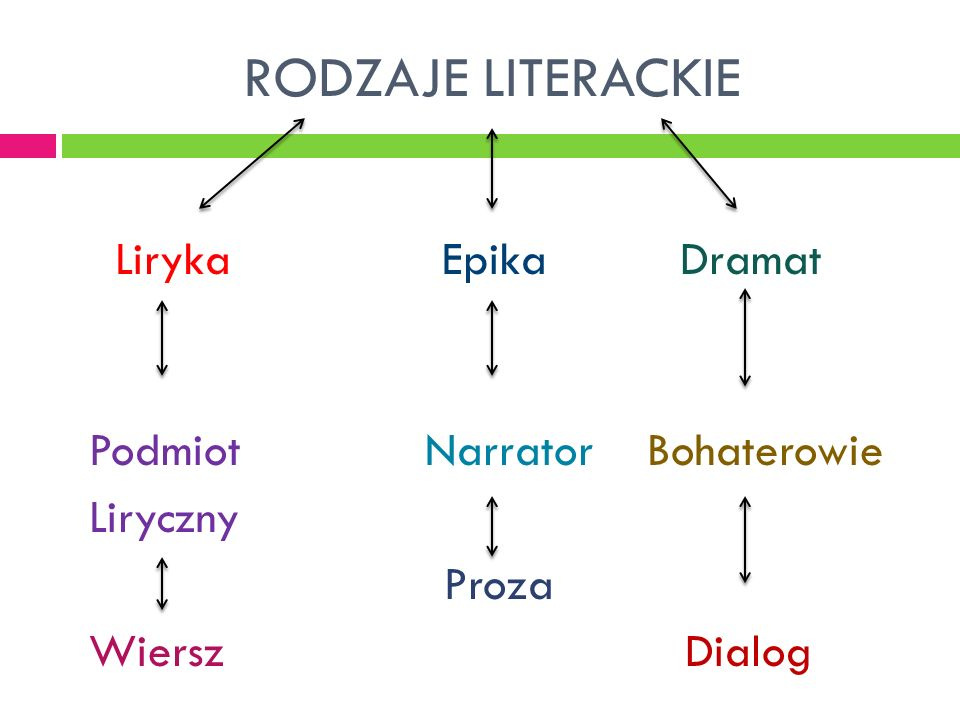 RODZAJE LITERACKIE
Liryka Epika Dramat
Podmiot Narrator Bohaterowie
Liryczny
Proza
Wiersz Dialog